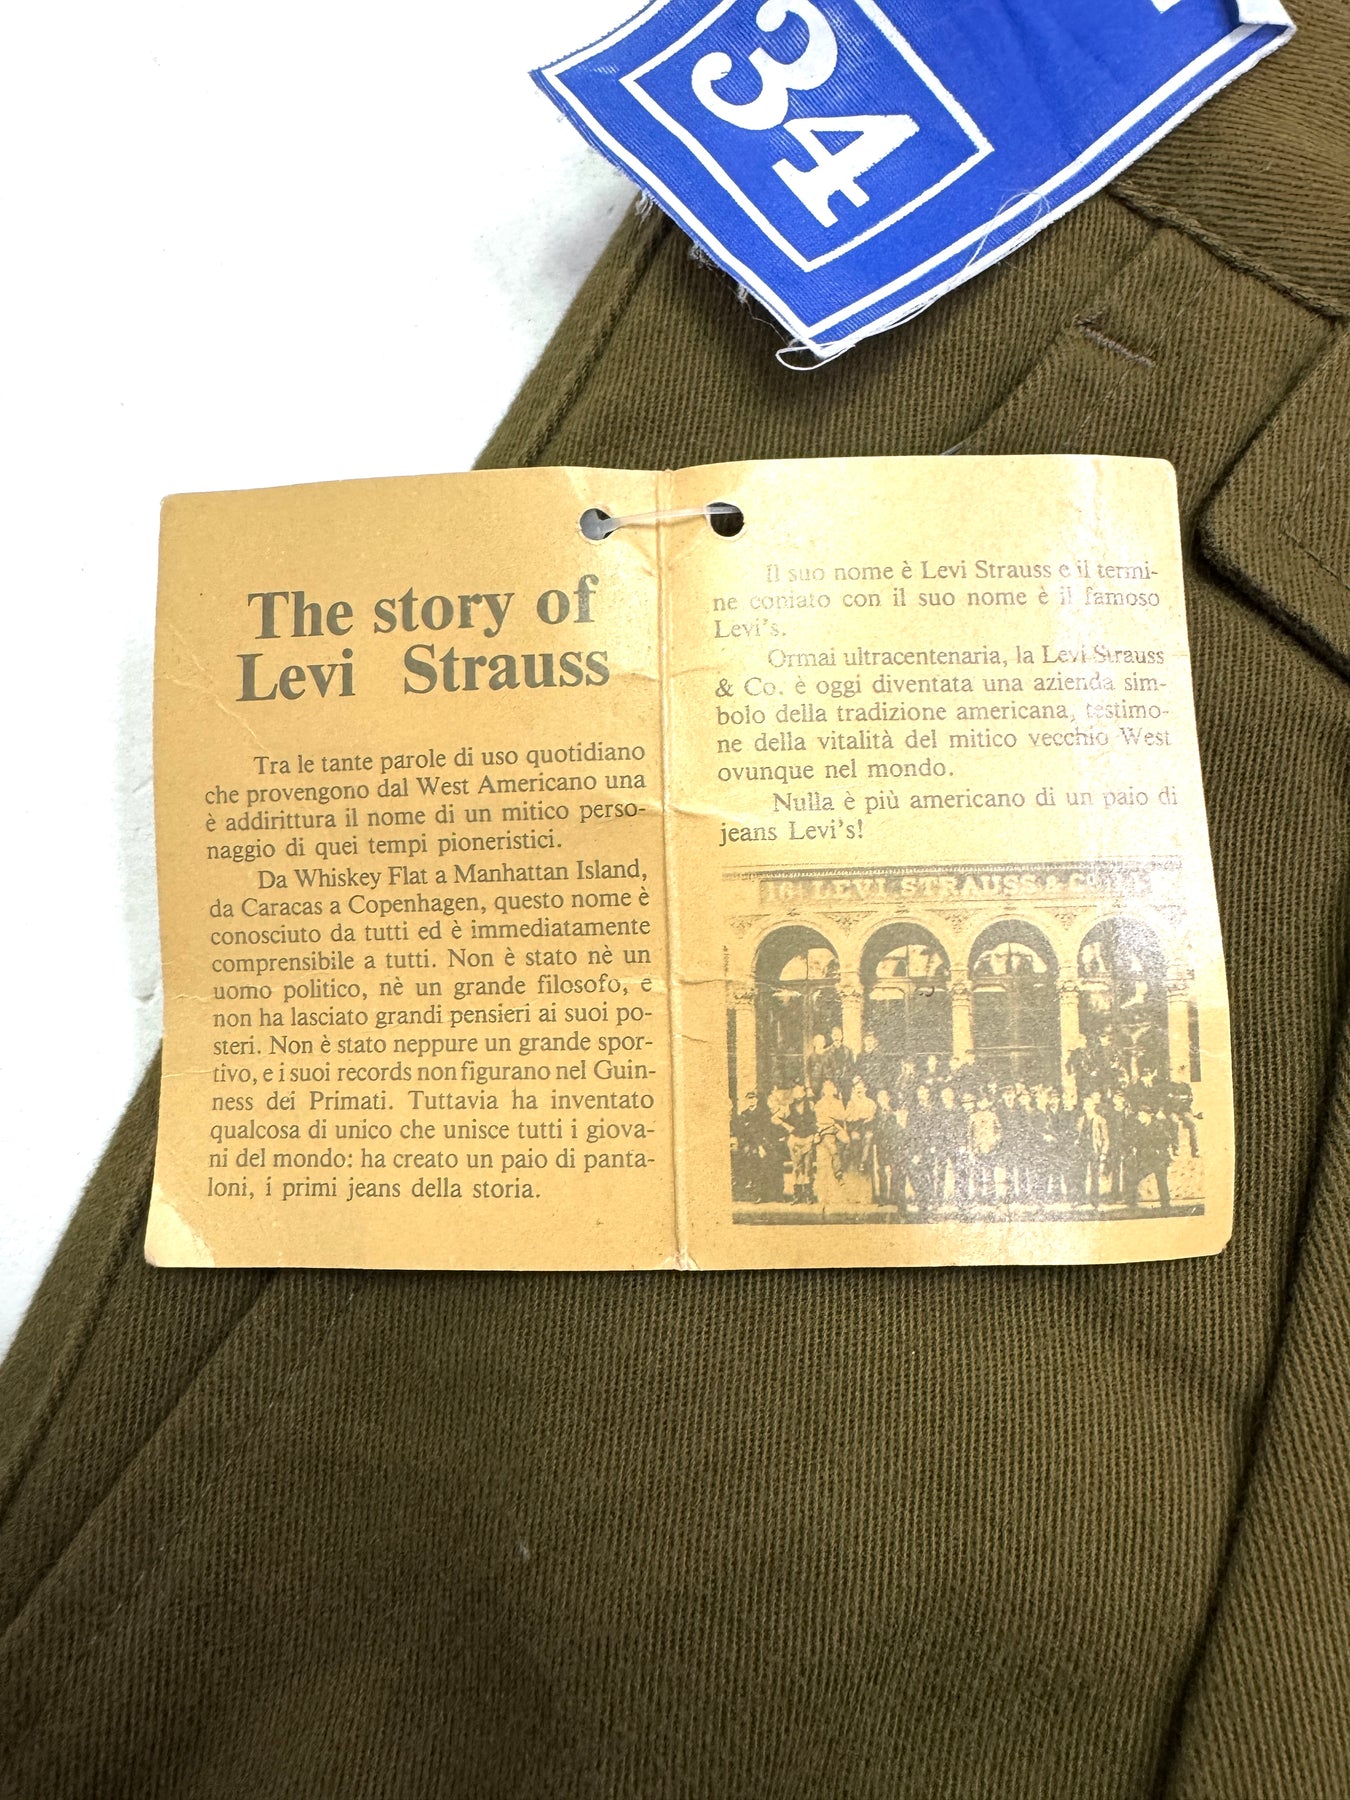 34
The story of
Levi Strauss
Tra le tante parole di uso quotidiano
che provengono dal West Americano una
è addirittura il nome di un mitico perso-
naggio di quei tempi pioneristici.
Da Whiskey Flat a Manhattan Island,
da Caracas a Copenhagen, questo nome è
conosciuto da tutti ed è immediatamente
comprensibile a tutti. Non è stato nè un
uomo politico, nè un grande filosofo, e
non ha lasciato grandi pensieri ai suoi po-
steri. Non è stato neppure un grande spor-
tivo, e i suoi records non figurano nel Guin-
ness dei Primati. Tuttavia ha inventato
qualcosa di unico che unisce tutti i giova-
ni del mondo: ha creato un paio di panta-
loni, i primi jeans della storia.
Il suo nome è Levi Strauss e il termi-
ne coniato con il suo nome è il famoso
Levi's.
Ormai ultracentenaria, la Levi Strauss
& Co. è oggi diventata una azienda sim-
bolo della tradizione americana, testimo-
ne della vitalità del mitico vecchio West
ovunque nel mondo.
Nulla è più americano di un paio di
jeans Levi's!
LEVI STRAUSS &